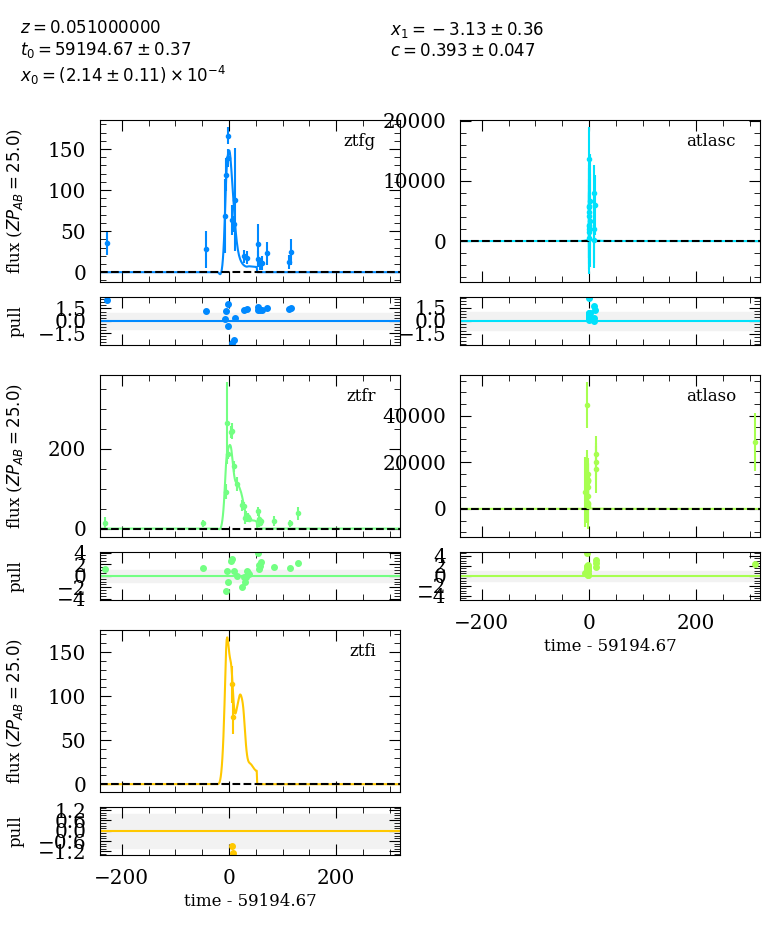 z = 0.051000000
t₀ = 59194.67 ± 0.37
x₀ = (2.14 ± 0.11) × 10⁻⁴
x₁ = −3.13 ± 0.36
c = 0.393 ± 0.047
ztfg
flux (ZP_AB = 25.0)
150
100
50
0
pull
1.5
0.0
−1.5
atlasc
20000
10000
0
1.5
0.0
−1.5
ztfr
flux (ZP_AB = 25.0)
200
0
pull
4
2
0
−2
−4
atlaso
40000
20000
0
4
2
0
−2
−4
−200
0
200
time - 59194.67
ztfi
flux (ZP_AB = 25.0)
150
100
50
0
pull
1.2
0.6
0.0
−0.6
−1.2
−200
0
200
time - 59194.67